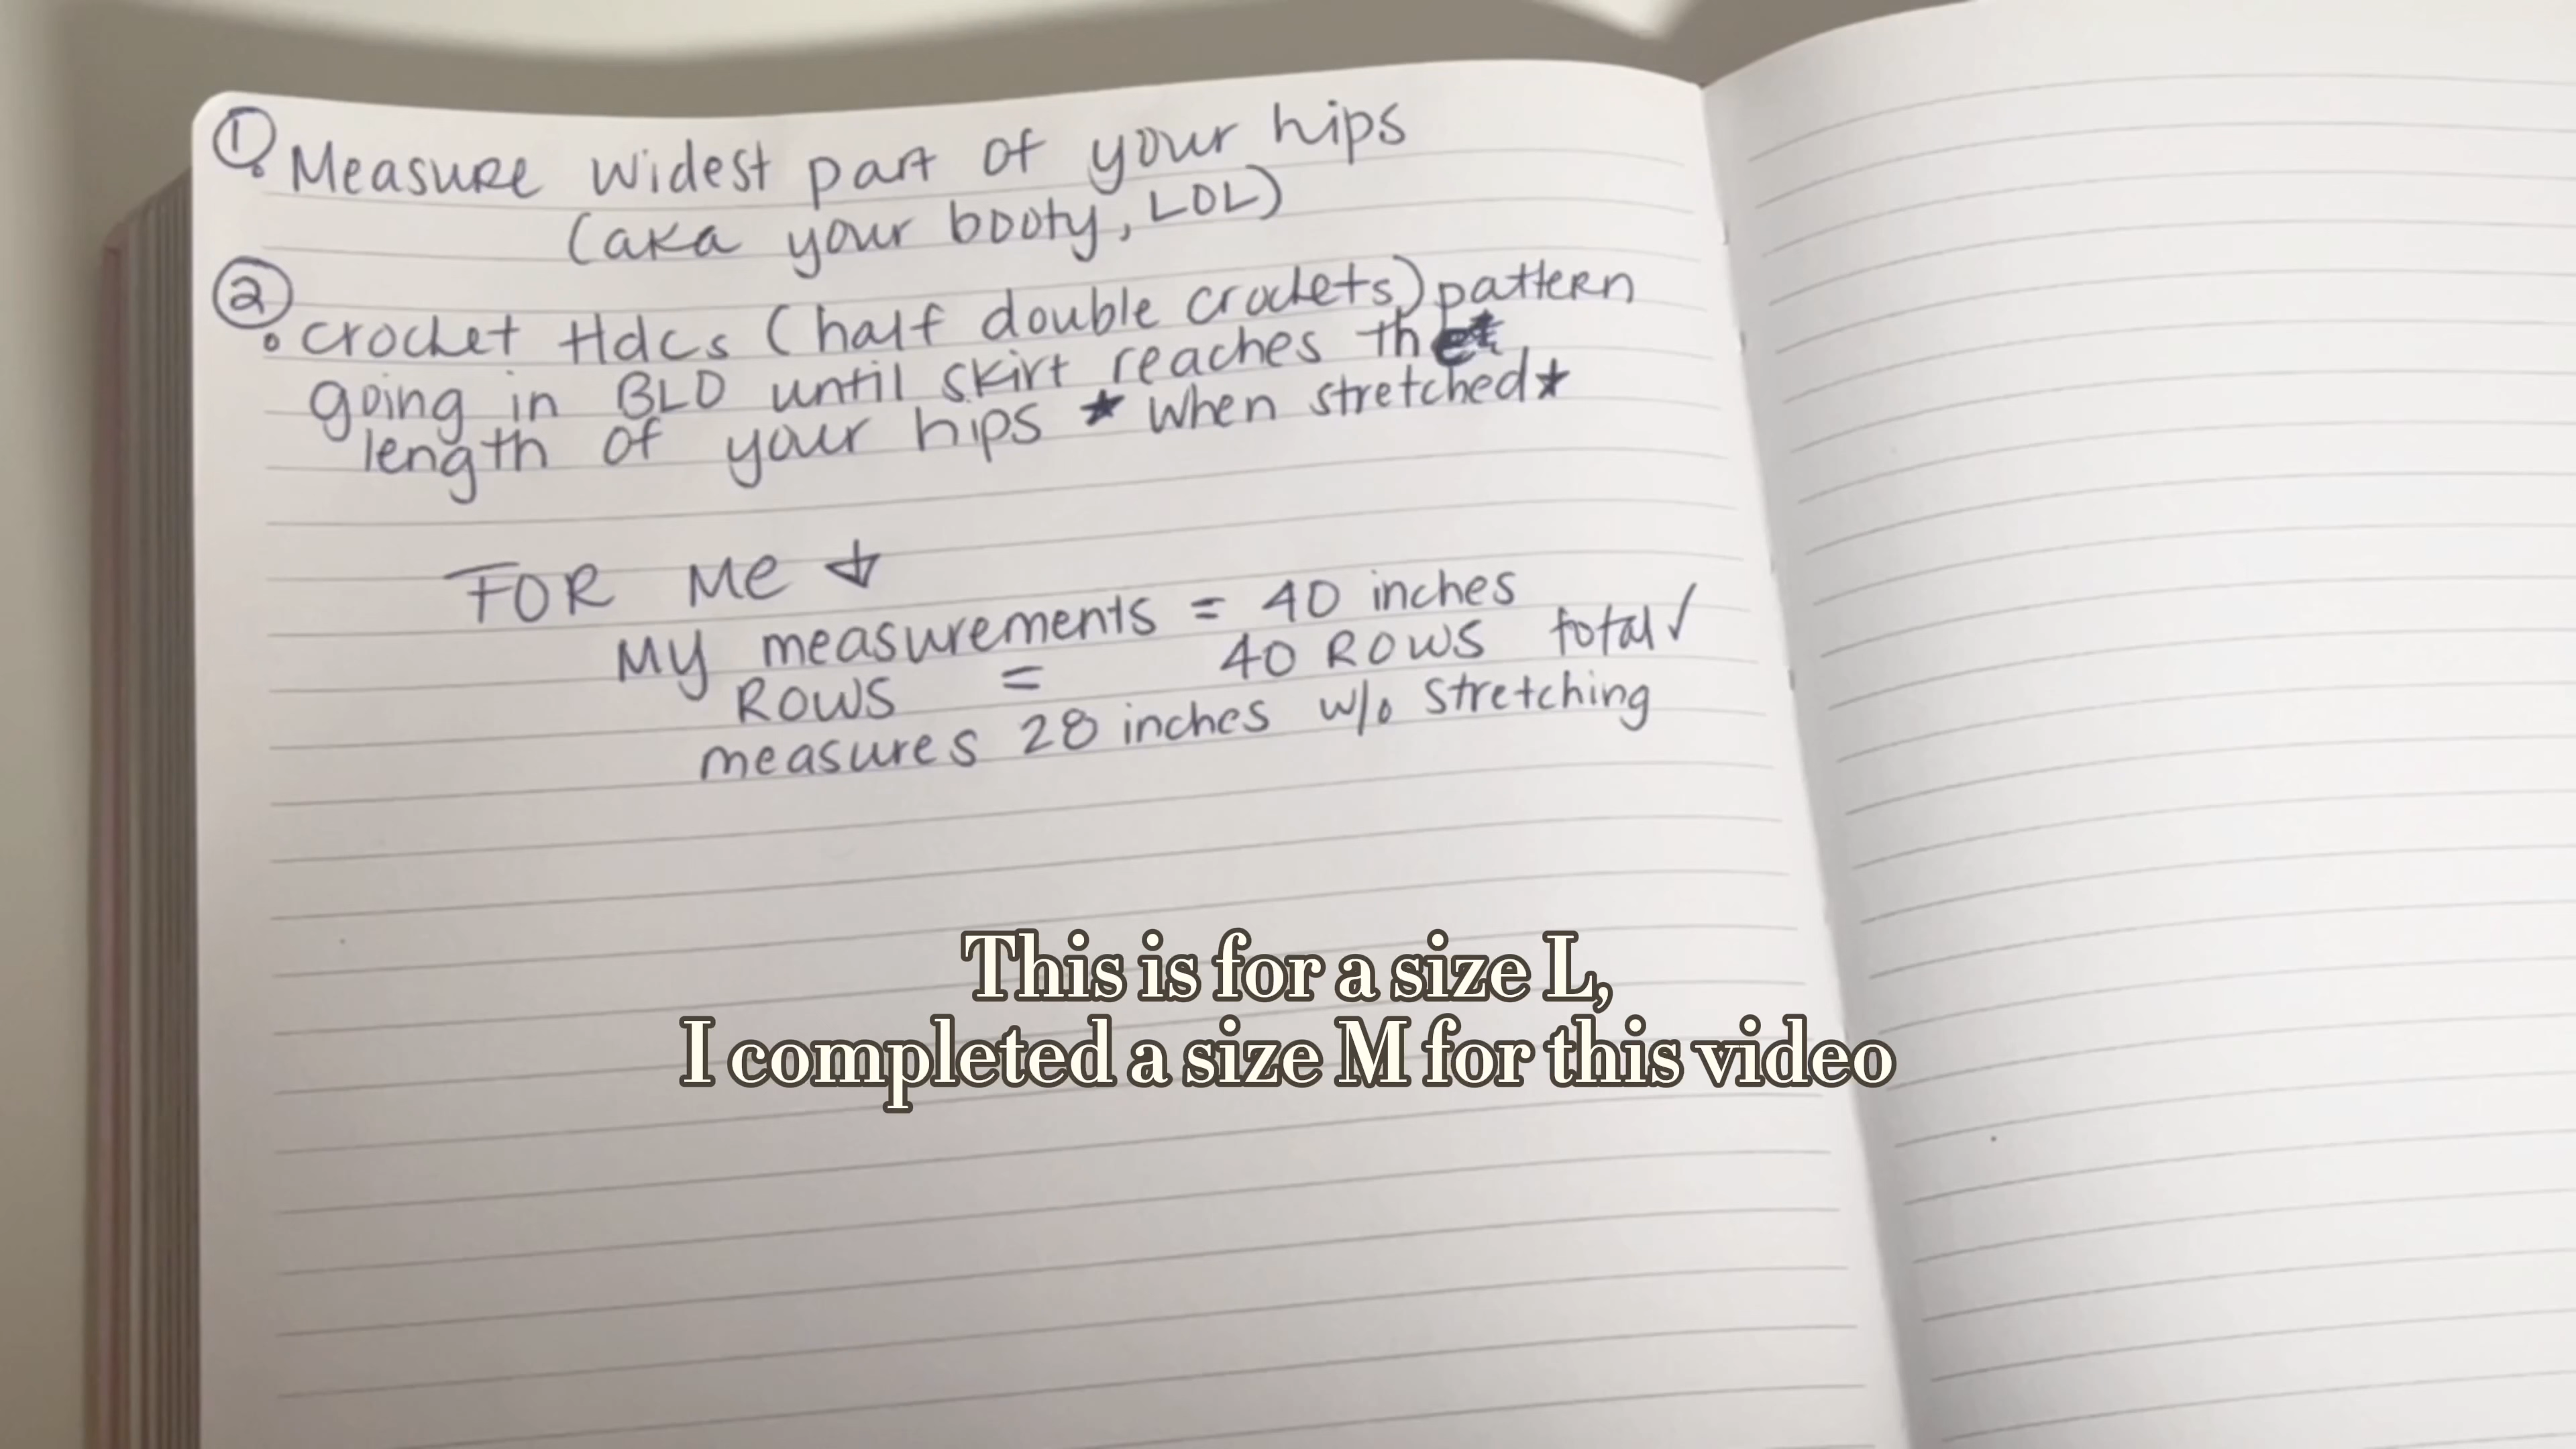 1. Measure widest part of your hips
(aka your booty, LOL)
2. crochet Hdcs (half double crochets) pattern
going in BLO until skirt reaches the
length of your hips ★ when stretched ★
FOR Me ↓
My measurements = 40 inches
ROWS = 40 ROWS total ✓
measures 28 inches w/o stretching
This is for a size L,
I completed a size M for this video